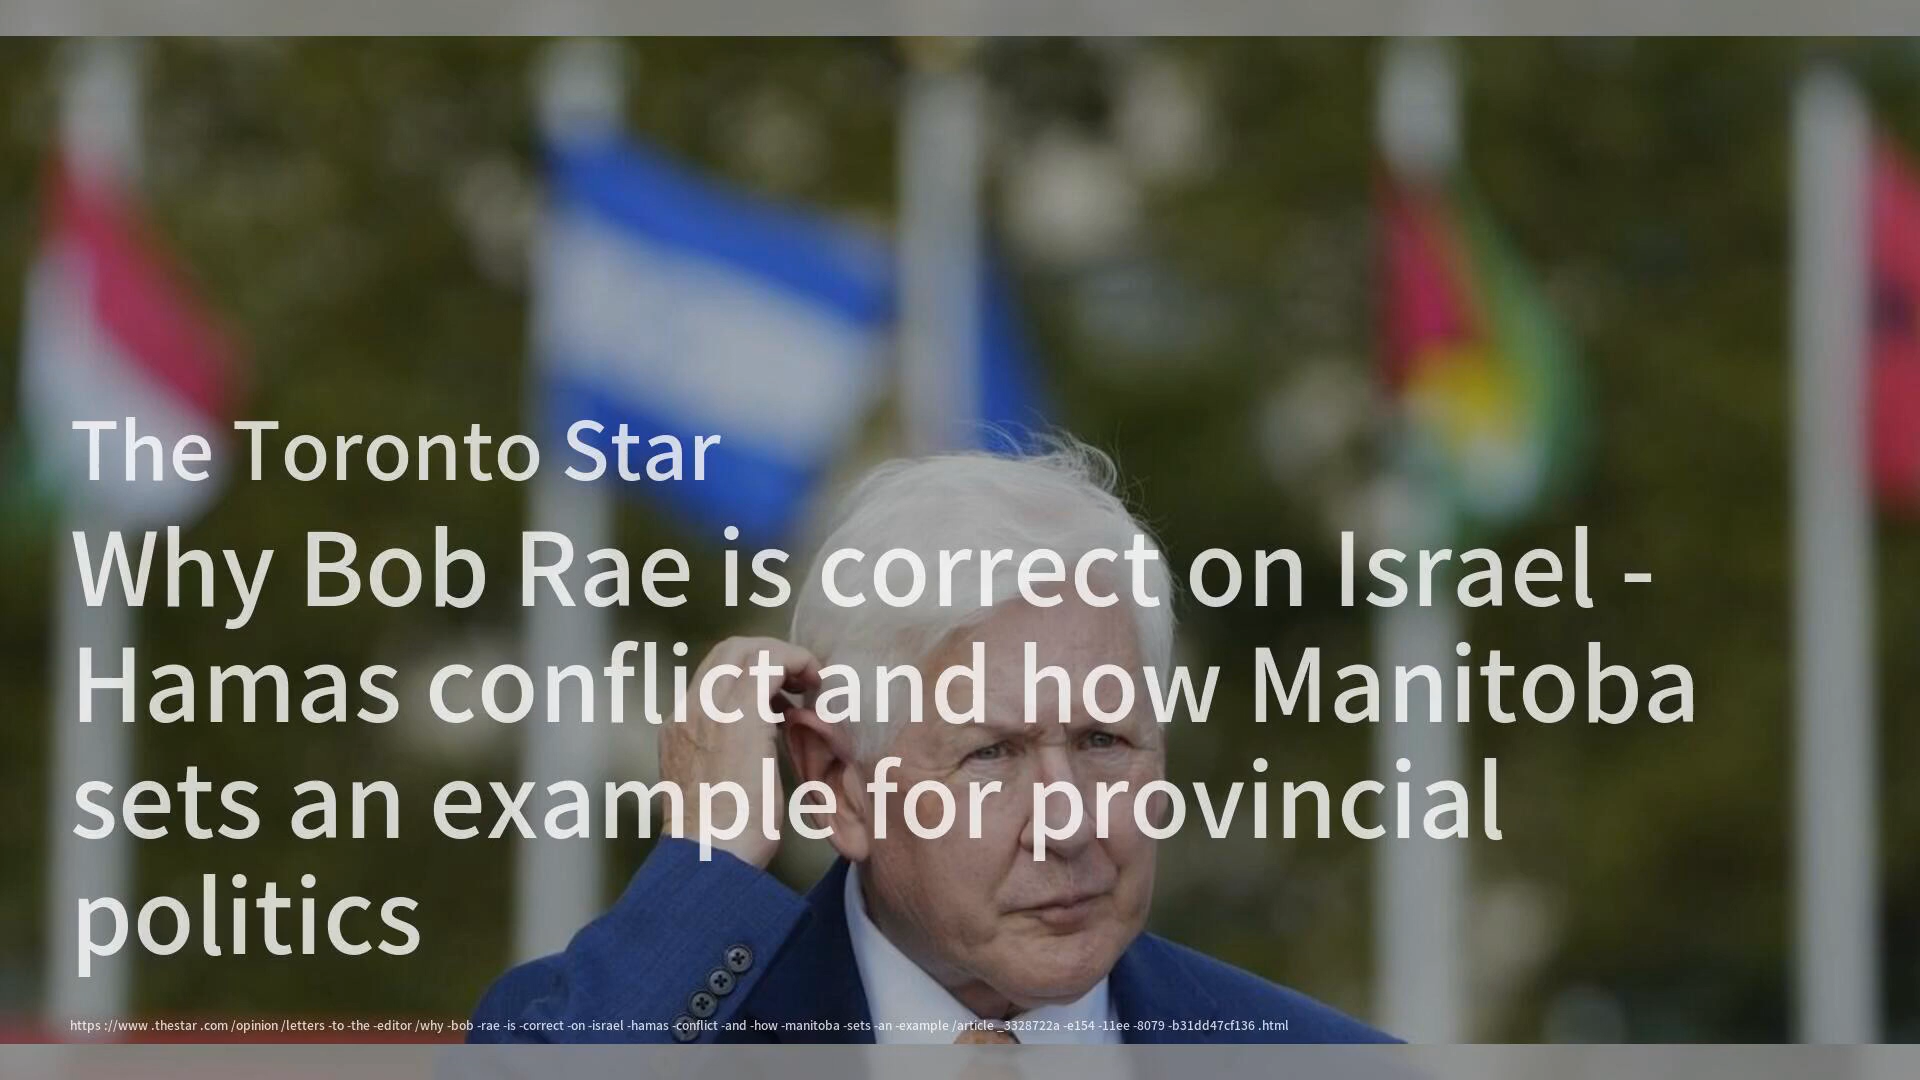 The Toronto Star
Why Bob Rae is correct on Israel -
Hamas conflict and how Manitoba
sets an example for provincial
politics
https ://www .thestar .com /opinion /letters -to -the -editor /why -bob -rae -is -correct -on -israel -hamas -conflict -and -how -manitoba -sets -an -example /article _3328722a -e154 -11ee -8079 -b31dd47cf136 .html